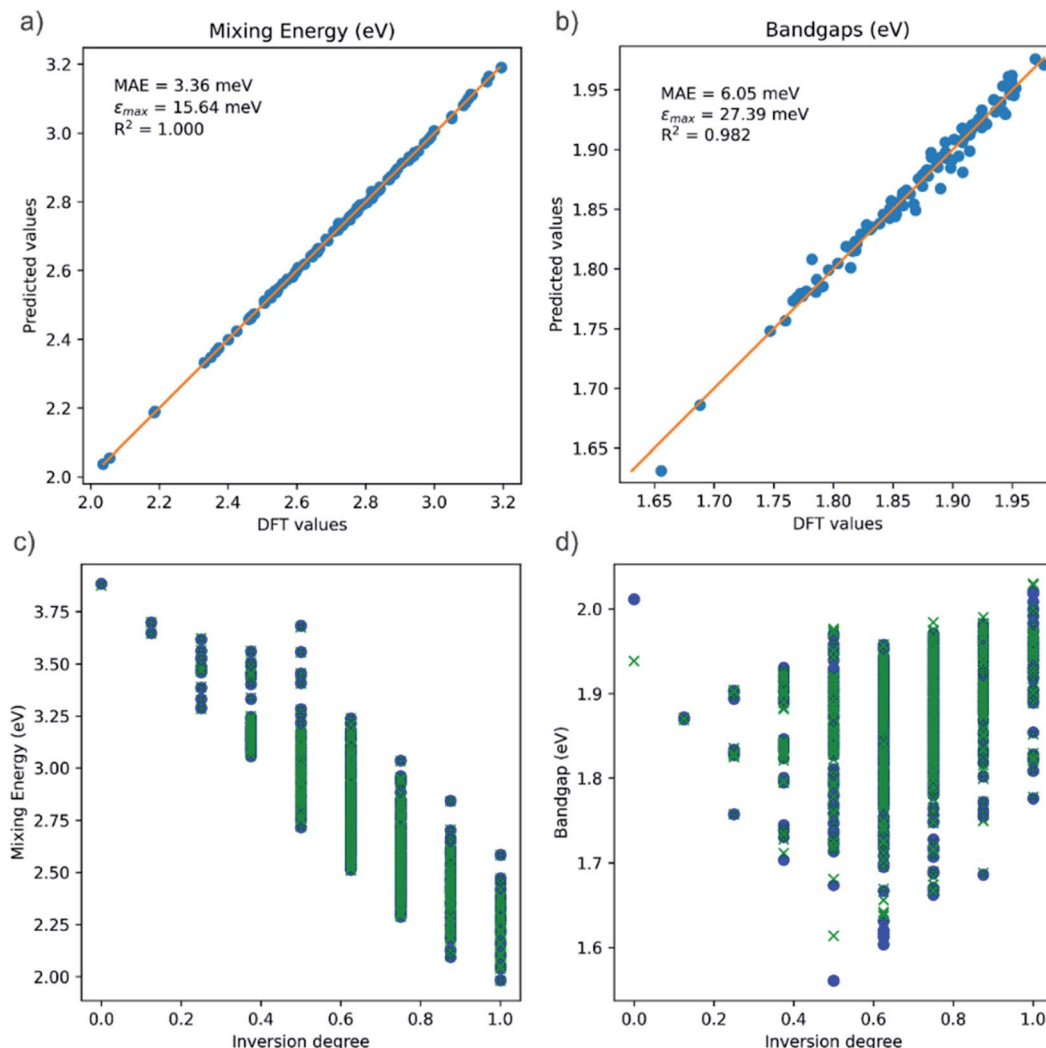 a)
Mixing Energy (eV)
MAE = 3.36 meV
ε_max = 15.64 meV
R² = 1.000
Predicted values
3.2
3.0
2.8
2.6
2.4
2.2
2.0
2.0 2.2 2.4 2.6 2.8 3.0 3.2
DFT values
b)
Bandgaps (eV)
MAE = 6.05 meV
ε_max = 27.39 meV
R² = 0.982
Predicted values
1.95
1.90
1.85
1.80
1.75
1.70
1.65
1.65 1.70 1.75 1.80 1.85 1.90 1.95
DFT values
c)
Mixing Energy (eV)
3.75
3.50
3.25
3.00
2.75
2.50
2.25
2.00
0.0 0.2 0.4 0.6 0.8 1.0
Inversion degree
d)
Bandgap (eV)
2.0
1.9
1.8
1.7
1.6
0.0 0.2 0.4 0.6 0.8 1.0
Inversion degree